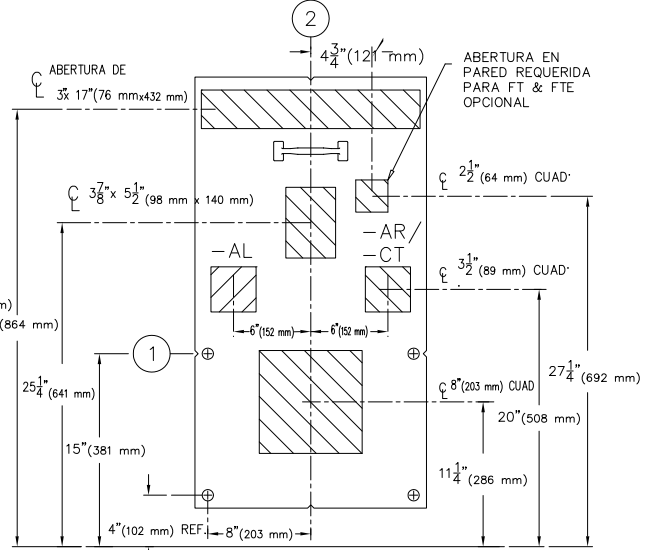 2
4 3/4"(121 mm)
ABERTURA EN
PARED REQUERIDA
PARA FT & FTE
OPCIONAL
℄ ABERTURA DE
3"x 17"(76 mmx432 mm)
℄ 2 1/2" (64 mm) CUAD.
℄ 3 7/8"x 5 1/2"(98 mm x 140 mm)
-AR/
-CT
-AL
℄ 3 1/2" (89 mm) CUAD.
mm)
(864 mm)
6"(152 mm)
6"(152 mm)
1
27 1/4"(692 mm)
25 1/4"(641 mm)
℄ 8"(203 mm) CUAD
20"(508 mm)
15"(381 mm)
11 1/4"(286 mm)
4"(102 mm) REF.
8"(203 mm)